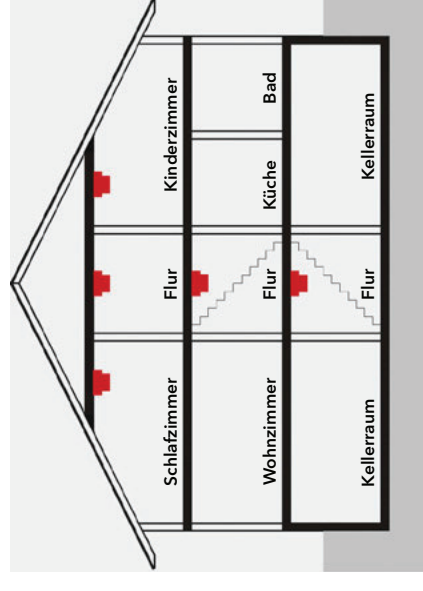 Schlafzimmer
Flur
Kinderzimmer
Wohnzimmer
Flur
Küche
Bad
Kellerraum
Flur
Kellerraum